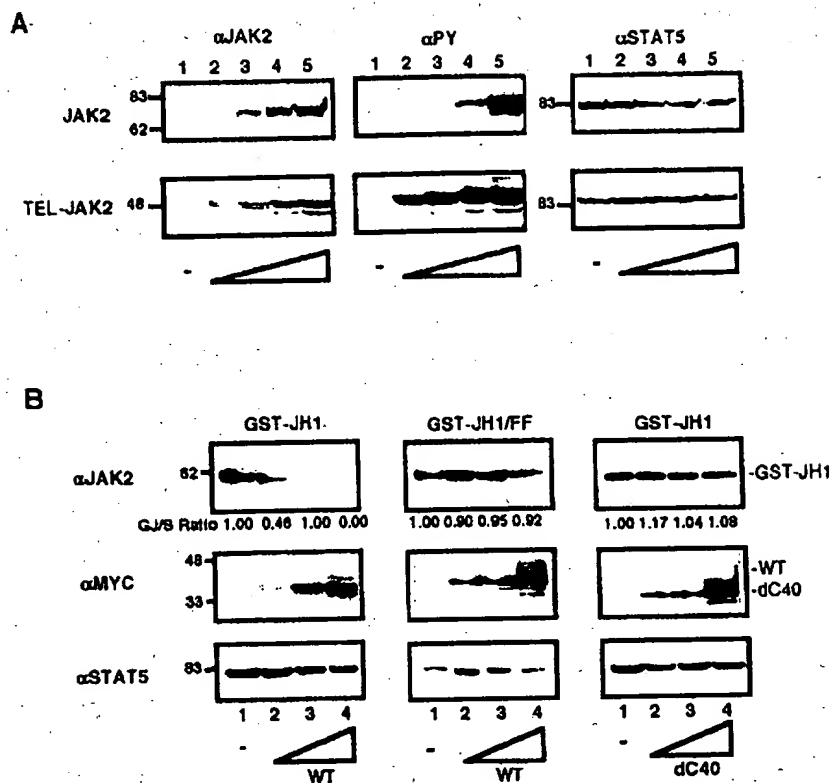 A
αJAK2 αPY αSTAT5
1 2 3 4 5 1 2 3 4 5 1 2 3 4 5
JAK2 83 62 83
TEL-JAK2 48 83
- - -
B
GST-JH1 GST-JH1/FF GST-JH1
αJAK2 62 -GST-JH1
GJ/S Ratio 1.00 0.46 1.00 0.00 1.00 0.90 0.95 0.92 1.00 1.17 1.04 1.08
αMYC 48 33 -WT -dC40
αSTAT5 83
1 2 3 4 1 2 3 4 1 2 3 4
- WT - WT - dC40